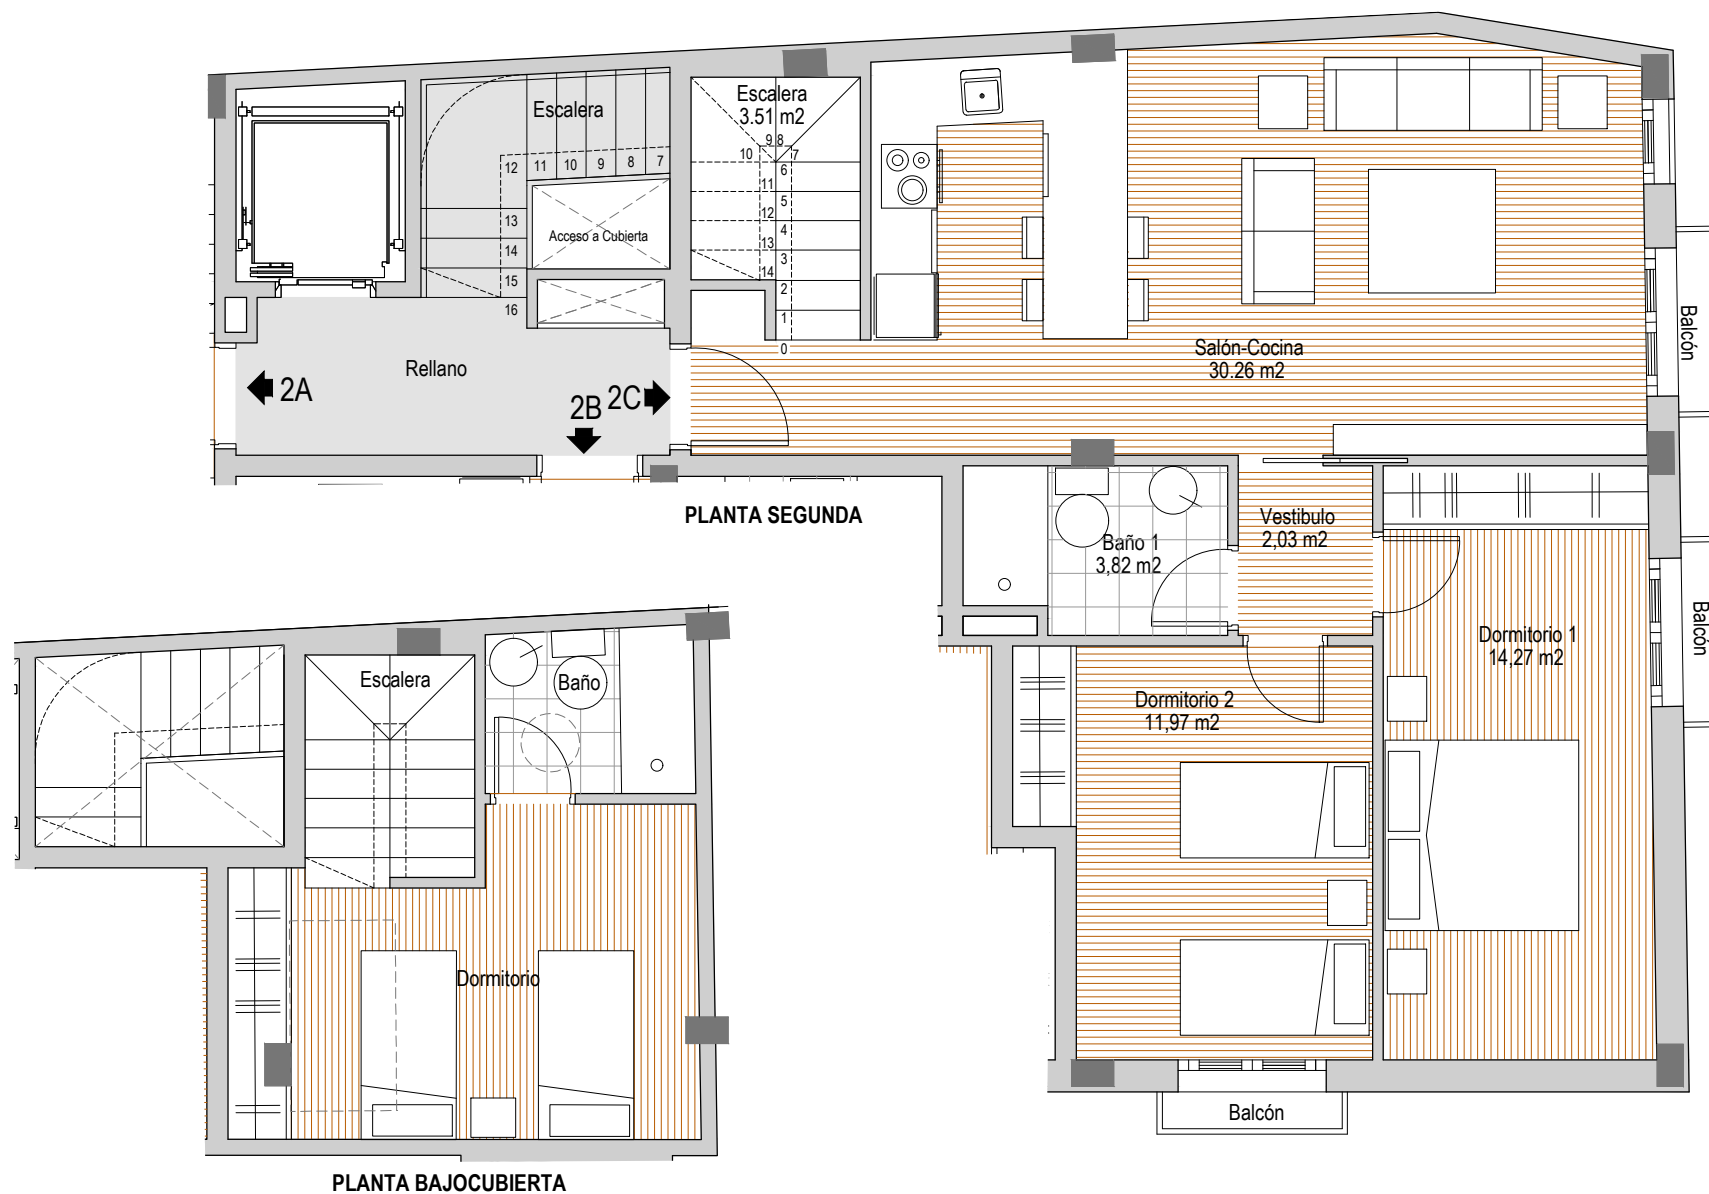 Escalera
12 11 10 9 8 7
13
14
15
16
Acceso a Cubierta
Rellano
2A
2B
2C
Escalera
3.51 m2
9 8
10 7
6
11
5
12
4
13
3
14
2
1
0
Salón-Cocina
30.26 m2
Balcón
PLANTA SEGUNDA
Baño 1
3,82 m2
Vestibulo
2,03 m2
Dormitorio 1
14,27 m2
Balcón
Dormitorio 2
11,97 m2
Balcón
Escalera
Baño
Dormitorio
PLANTA BAJOCUBIERTA